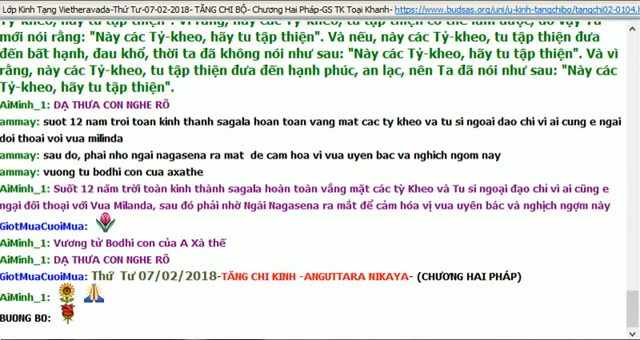 Lớp Kinh Tạng Vietheravada-Thứ Tư-07-02-2018- TĂNG CHI BỘ- Chương Hai Pháp-GS TK Toại Khanh- https://www.budsas.org/uni/u-kinh-tangchibo/tangchi02-0104.h
mới nói rằng: "Này các Tỷ-kheo, hãy tu tập thiện". Và nếu, này các Tỷ-kheo, tu tập thiện đưa
đến bất hạnh, đau khổ, thời ta đã không nói như sau: "Này các Tỷ-kheo, hãy tu tập thiện". Và vì
rằng, này các Tỷ-kheo, tu tập thiện đưa đến hạnh phúc, an lạc, nên Ta đã nói như sau: "Này các
Tỷ-kheo, hãy tu tập thiện".
AiMinh_1: DẠ THƯA CON NGHE RÕ
ammay: suot 12 nam troi toan kinh thanh sagala hoan toan vang mat cac ty kheo va tu si ngoai dao chi vi ai cung e ngai
doi thoai voi vua milinda
ammay: sau do, phai nho ngai nagasena ra mat de cam hoa vi vua uyen bac va nghich ngom nay
ammay: vuong tu bodhi con cua axathe
AiMinh_1: Suốt 12 năm trời toàn kinh thành sagala hoàn toàn vắng mặt các tỳ Kheo và Tu sĩ ngoại đạo chỉ vì ai cũng e
ngại đối thoại với Vua Milanda, sau đó phải nhờ Ngài Nagasena ra mắt để cảm hóa vị vua uyên bác và nghịch ngợm này
GiotMuaCuoiMua:
AiMinh_1: Vương tử Bodhi con của A Xà thế
AiMinh_1: DẠ THƯA CON NGHE RÕ
GiotMuaCuoiMua: Thứ Tư 07/02/2018-TĂNG CHI KINH -ANGUTTARA NIKAYA- (CHƯƠNG HAI PHÁP)
AiMinh_1:
BUONG BO: